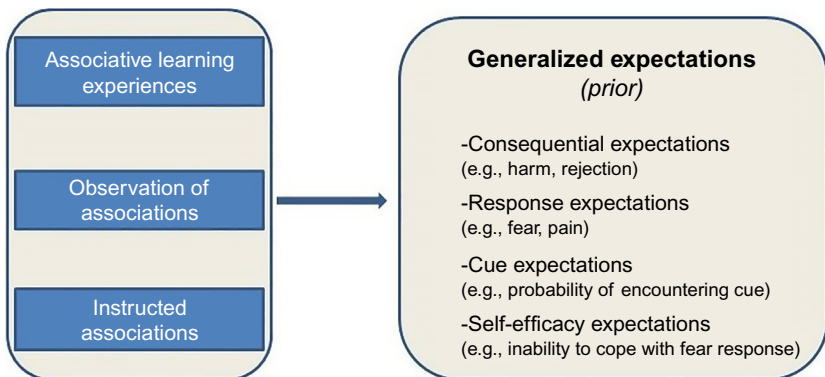 Associative learning
experiences
Observation of
associations
Instructed
associations
Generalized expectations
(prior)
-Consequential expectations
(e.g., harm, rejection)
-Response expectations
(e.g., fear, pain)
-Cue expectations
(e.g., probability of encountering cue)
-Self-efficacy expectations
(e.g., inability to cope with fear response)